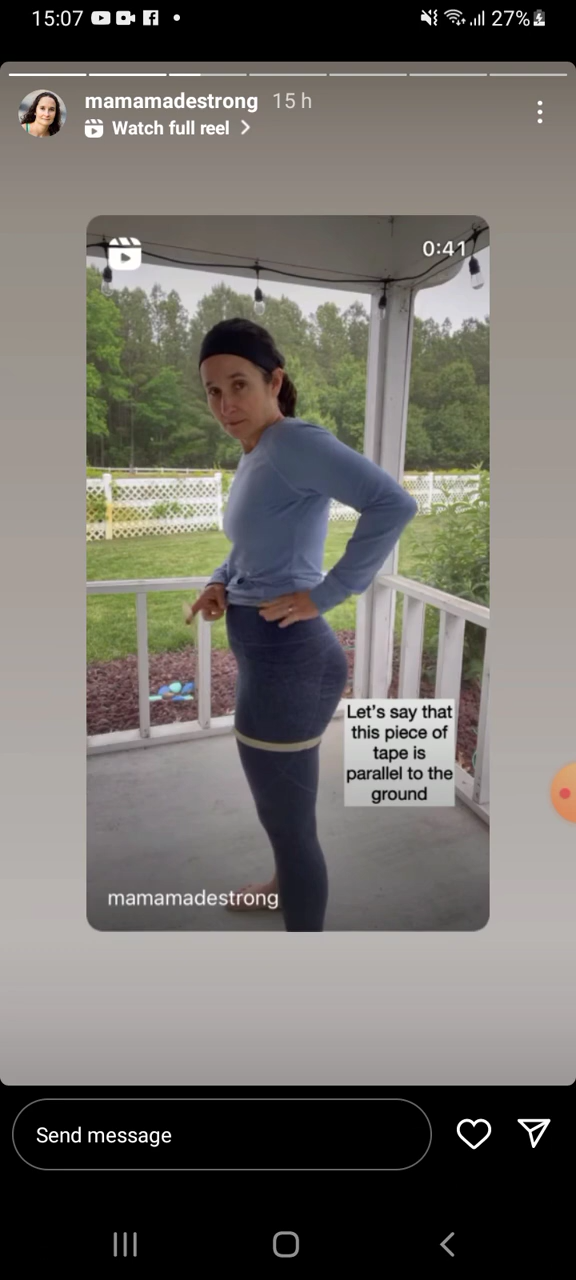 15:07
27%
mamamadestrong 15 h
Watch full reel
0:41
Let's say that
this piece of
tape is
parallel to the
ground
mamamadestrong
Send message